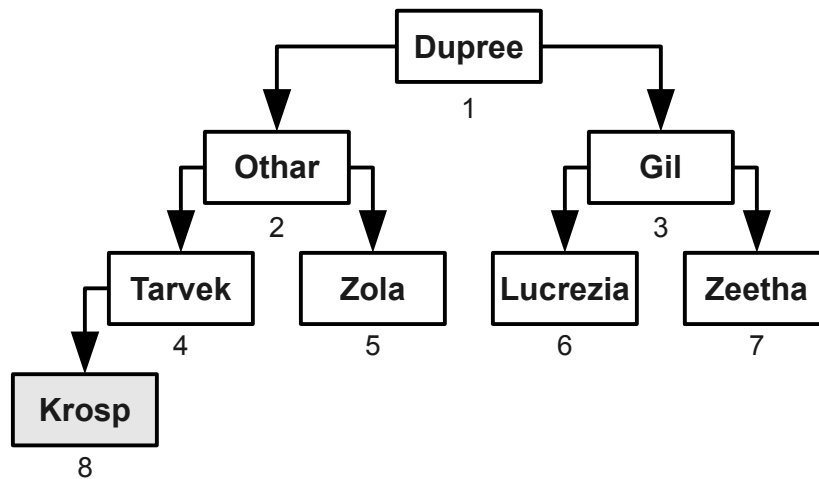 Dupree
1
Othar
Gil
2
3
Tarvek
Zola
Lucrezia
Zeetha
4
5
6
7
Krosp
8